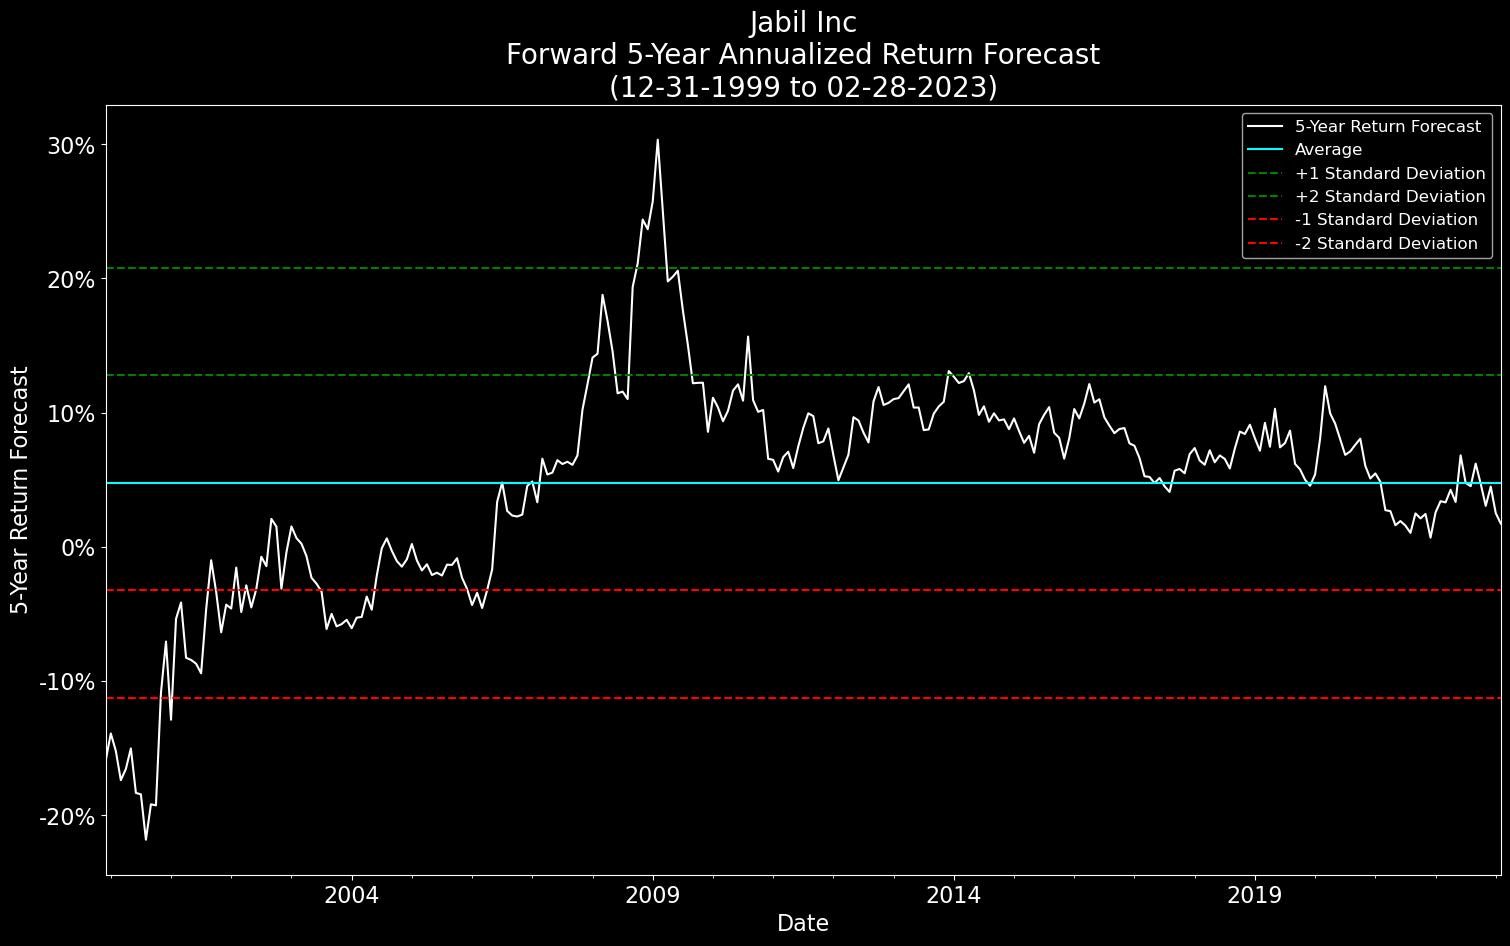 Jabil Inc
Forward 5-Year Annualized Return Forecast
(12-31-1999 to 02-28-2023)
5-Year Return Forecast
Average
+1 Standard Deviation
+2 Standard Deviation
-1 Standard Deviation
-2 Standard Deviation
30%
20%
10%
0%
-10%
-20%
5-Year Return Forecast
2004
2009
2014
2019
Date